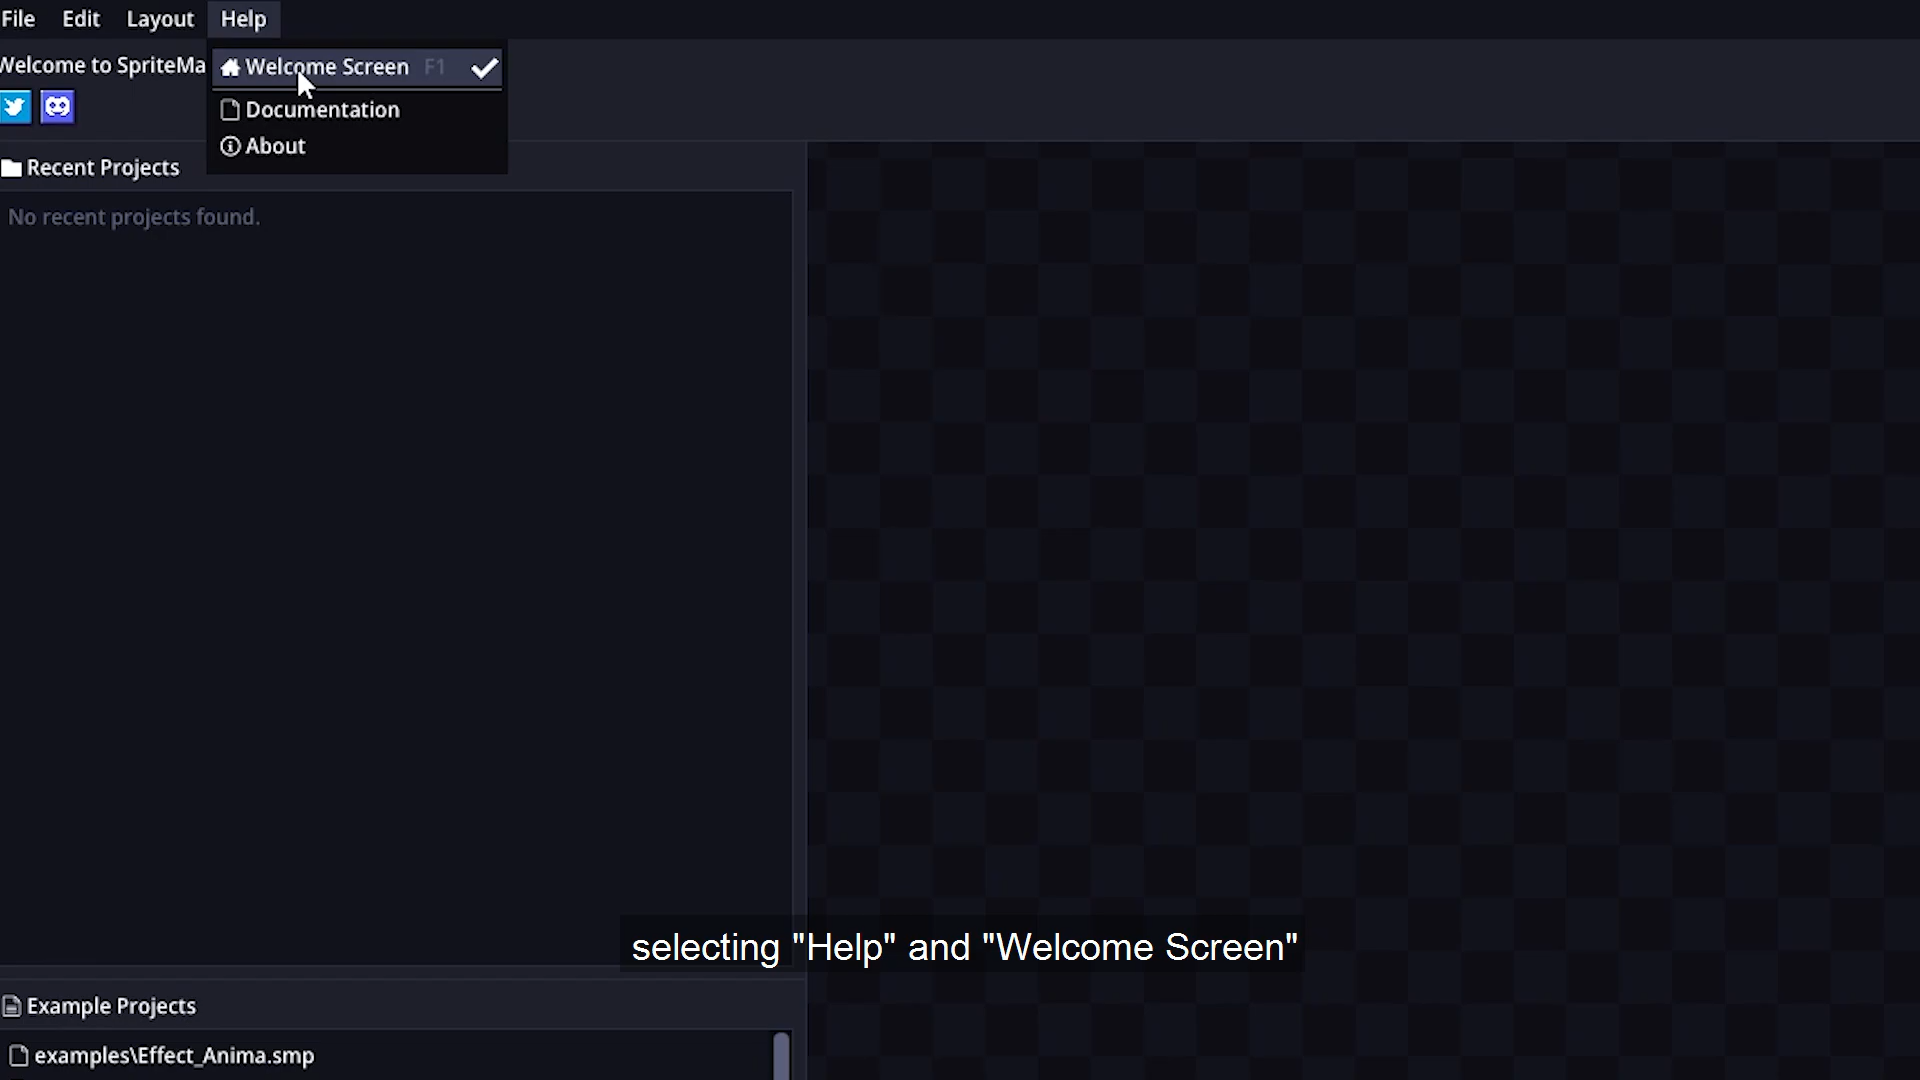 File Edit Layout Help
Welcome to SpriteMa
Welcome Screen F1
Documentation
About
Recent Projects
No recent projects found.
selecting "Help" and "Welcome Screen"
Example Projects
examples\Effect_Anima.smp